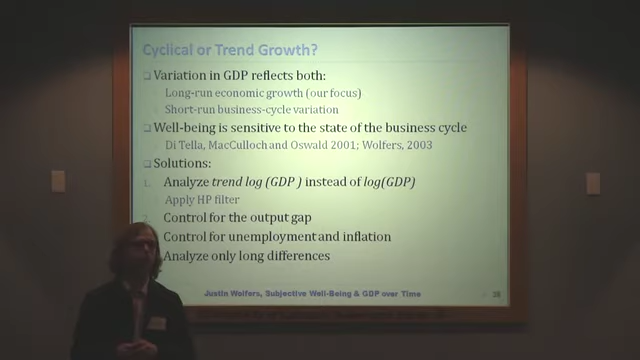 Cyclical or Trend Growth?
Variation in GDP reflects both:
Long-run economic growth (our focus)
Short-run business-cycle variation
Well-being is sensitive to the state of the business cycle
Di Tella, MacCulloch and Oswald 2001; Wolfers, 2003
Solutions:
1. Analyze trend log (GDP ) instead of log(GDP)
Apply HP filter
2. Control for the output gap
Control for unemployment and inflation
Analyze only long differences
Justin Wolfers, Subjective Well-Being & GDP over Time